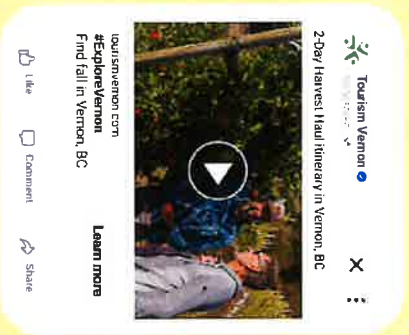 Tourism Vernon
2-Day Harvest Haul itinerary in Vernon, BC
tourismvernon.com
#ExploreVernon
Find fall in Vernon, BC
Learn more
Like
Comment
Share